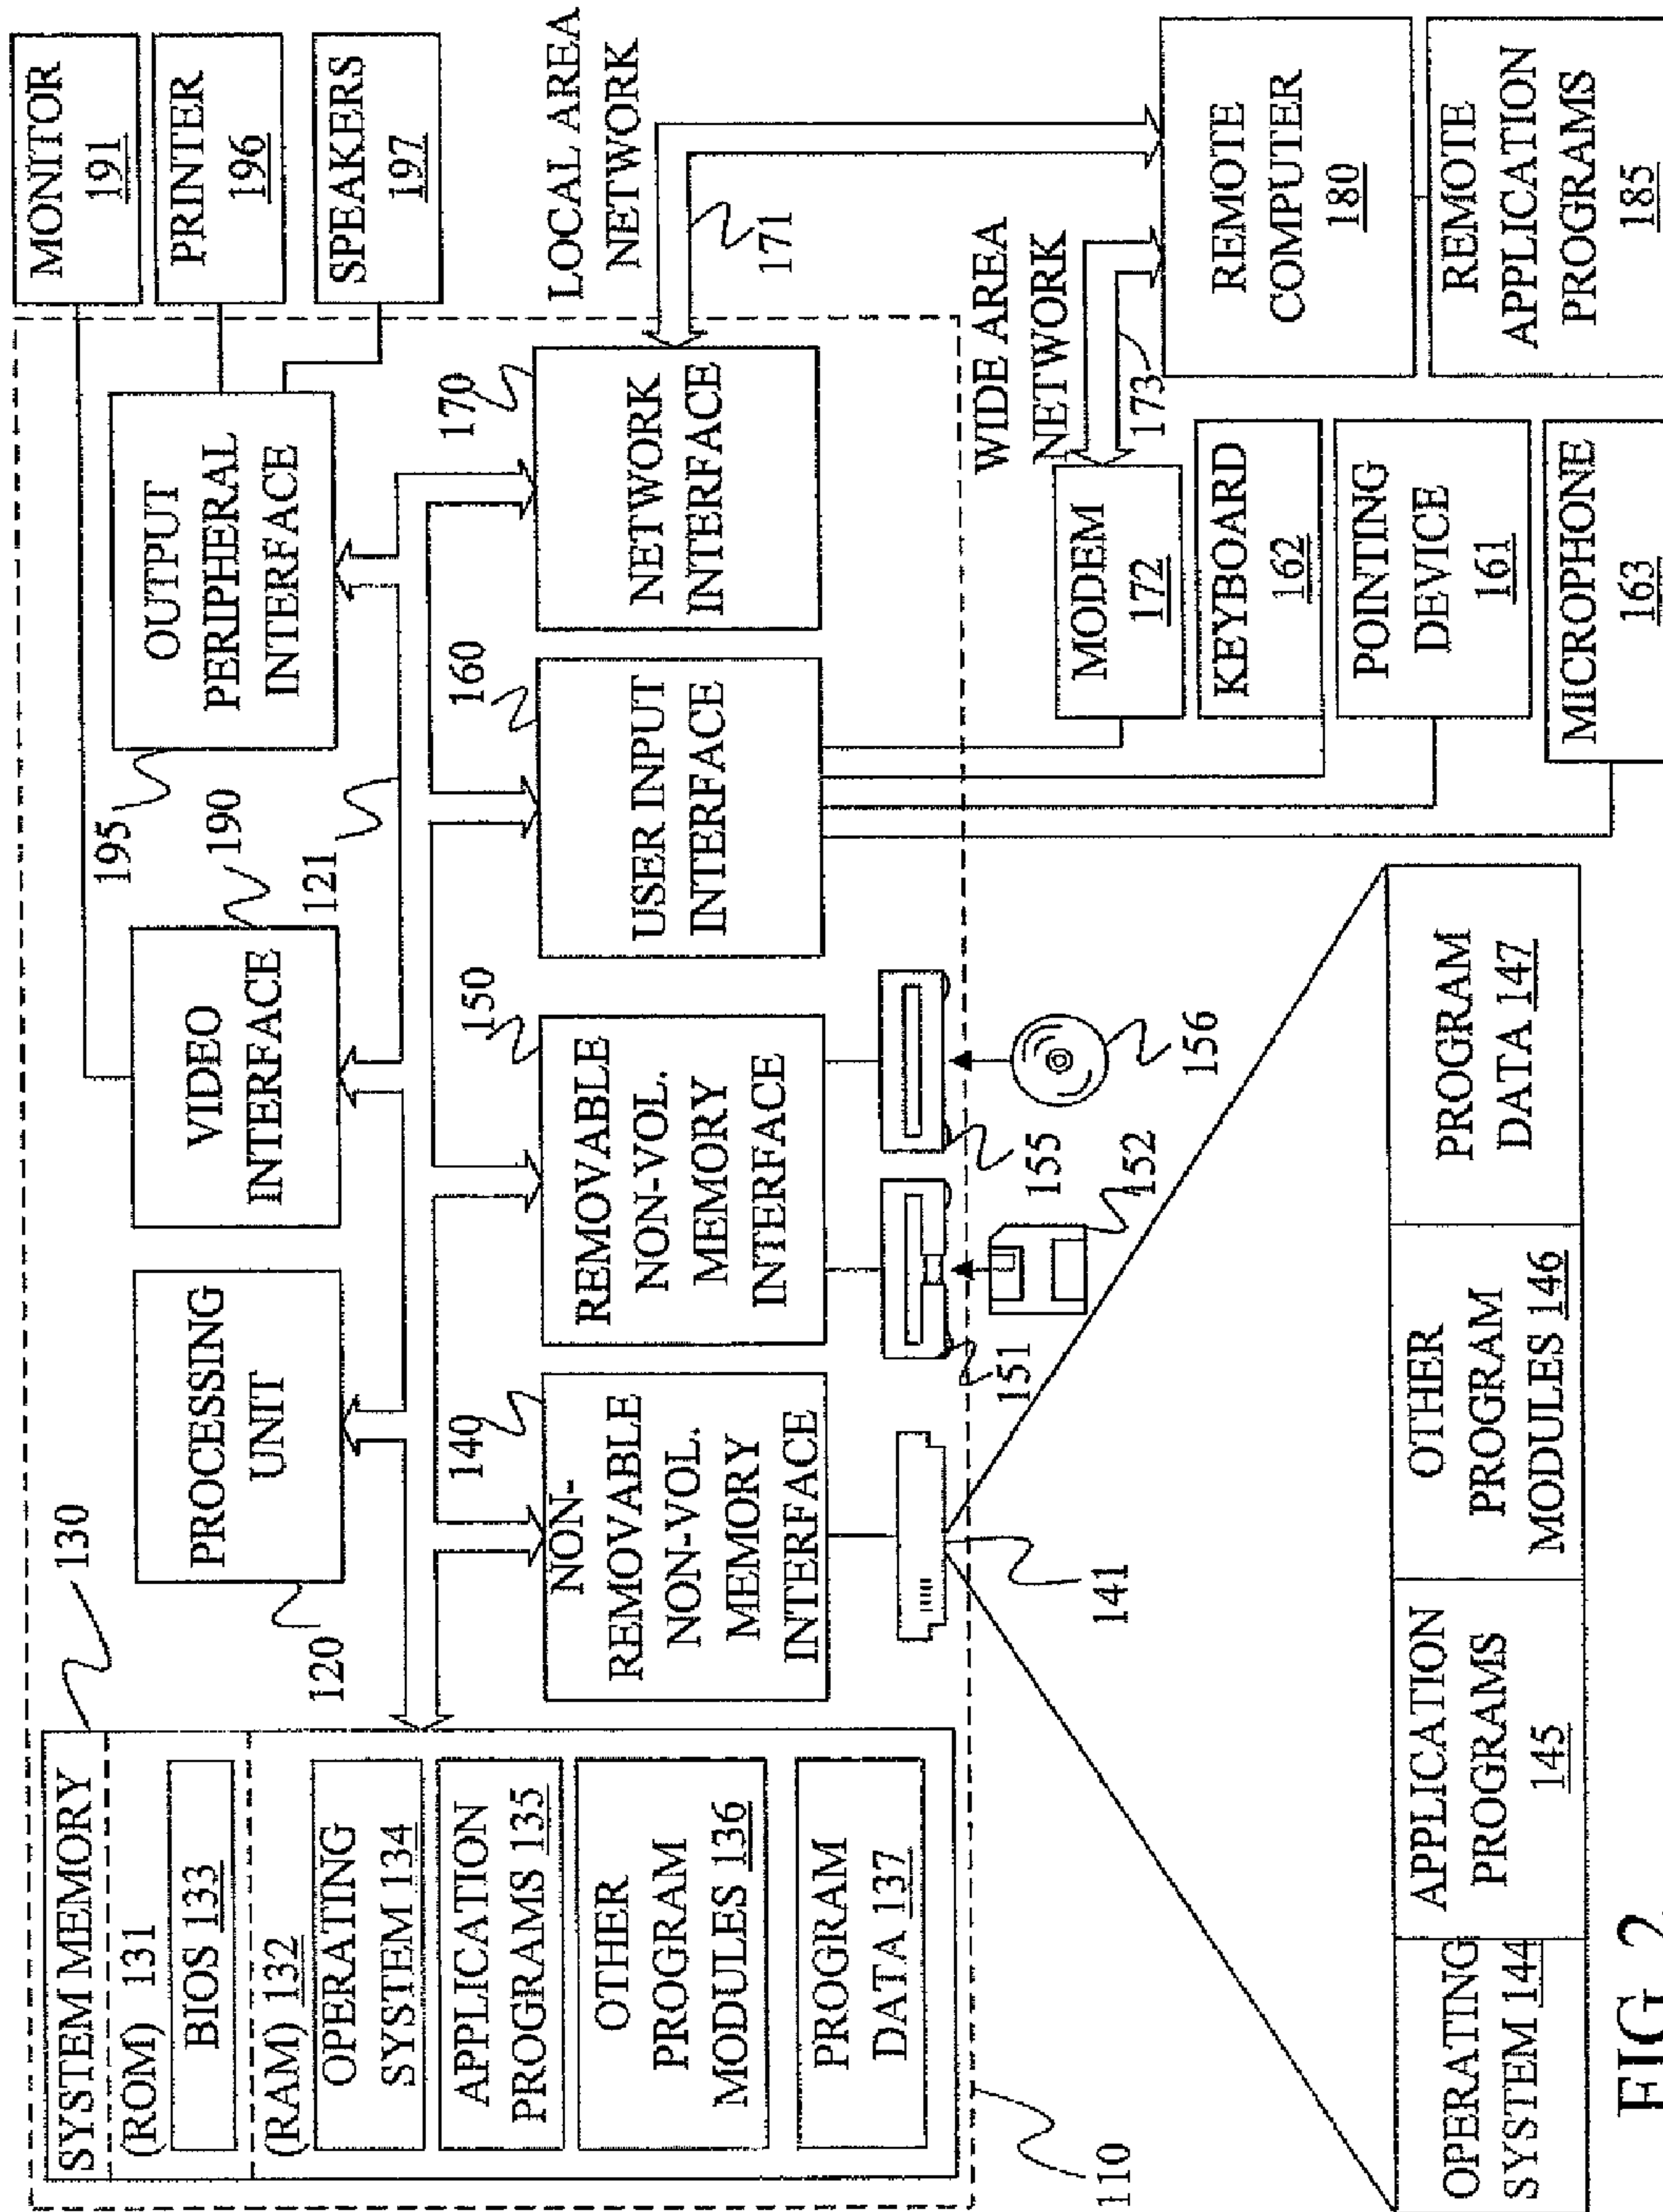 SYSTEM MEMORY
130
(ROM) 131
BIOS 133
(RAM) 132
OPERATING
SYSTEM 134
APPLICATION
PROGRAMS 135
OTHER
PROGRAM
MODULES 136
PROGRAM
DATA 137
110
PROCESSING
UNIT
120
VIDEO
INTERFACE
190
121
OUTPUT
PERIPHERAL
INTERFACE
195
MONITOR
191
PRINTER
196
SPEAKERS
197
NON-
REMOVABLE
NON-VOL.
MEMORY
INTERFACE
140
REMOVABLE
NON-VOL.
MEMORY
INTERFACE
150
USER INPUT
INTERFACE
160
NETWORK
INTERFACE
170
LOCAL AREA
NETWORK
171
141
151
152
155
156
WIDE AREA
NETWORK
173
MODEM
172
KEYBOARD
162
POINTING
DEVICE
161
MICROPHONE
163
REMOTE
COMPUTER
180
REMOTE
APPLICATION
PROGRAMS
185
OPERATING
SYSTEM 144
APPLICATION
PROGRAMS
145
OTHER
PROGRAM
MODULES 146
PROGRAM
DATA 147
FIG. 2